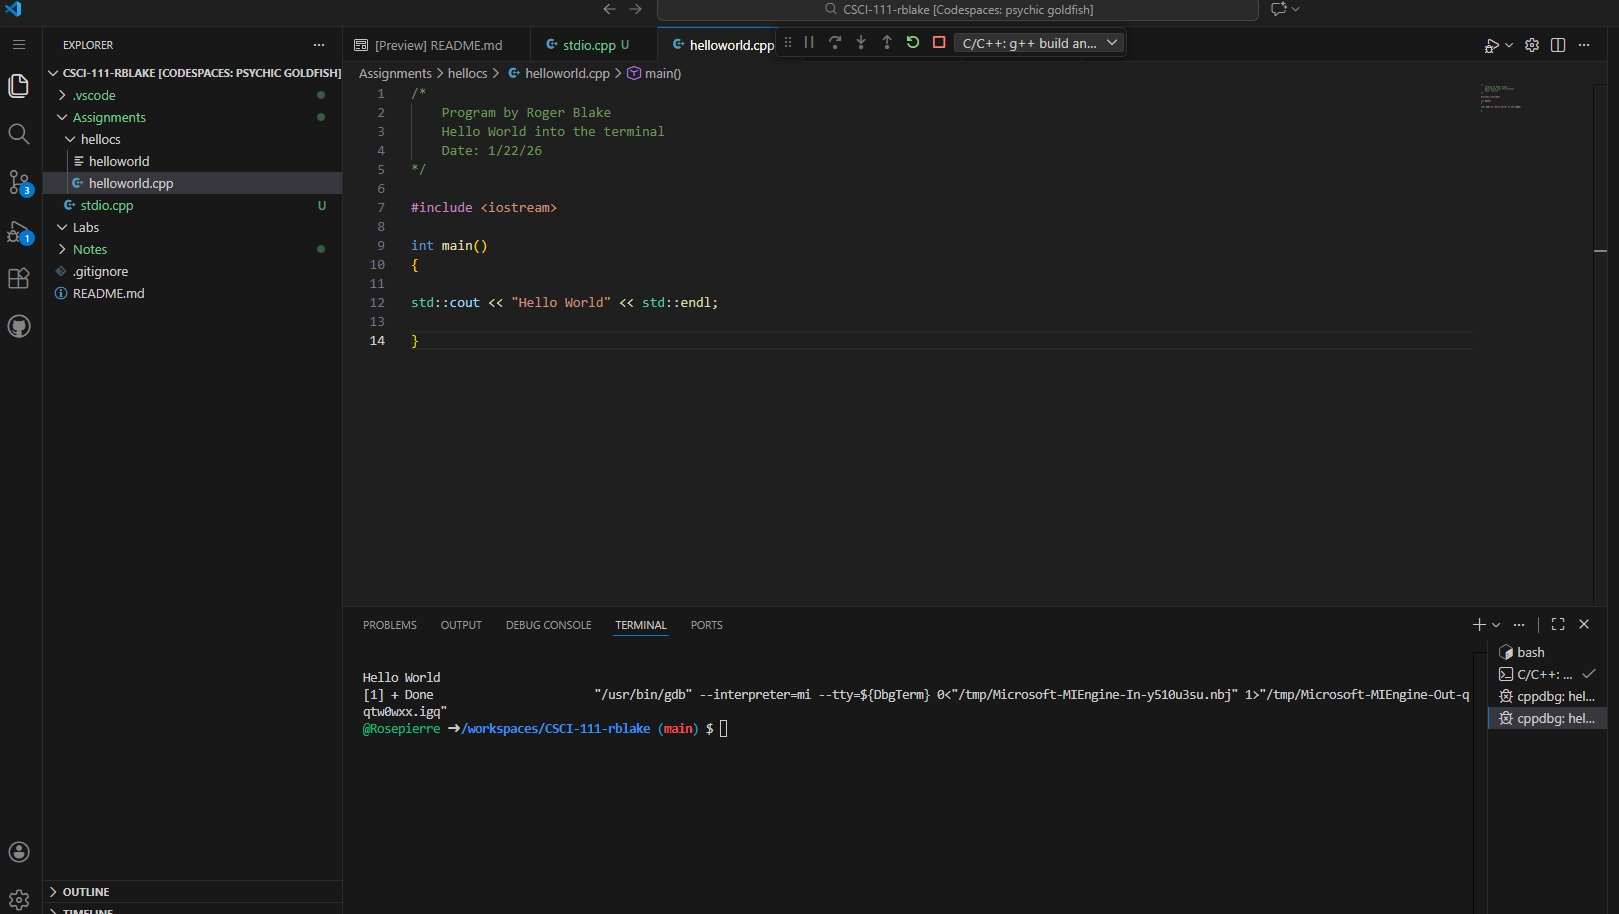 CSCI-111-rblake [Codespaces: psychic goldfish]
EXPLORER
CSCI-111-RBLAKE [CODESPACES: PSYCHIC GOLDFISH]
.vscode
Assignments
hellocs
helloworld
helloworld.cpp
stdio.cpp U
Labs
Notes
.gitignore
README.md
3
1
OUTLINE
TIMELINE
[Preview] README.md
stdio.cpp U
helloworld.cpp
C/C++: g++ build an...
Assignments > hellocs > helloworld.cpp > main()
1 /*
2 Program by Roger Blake
3 Hello World into the terminal
4 Date: 1/22/26
5 */
6
7 #include <iostream>
8
9 int main()
10 {
11
12 std::cout << "Hello World" << std::endl;
13
14 }
PROBLEMS OUTPUT DEBUG CONSOLE TERMINAL PORTS
Hello World
[1] + Done "/usr/bin/gdb" --interpreter=mi --tty=${DbgTerm} 0<"/tmp/Microsoft-MIEngine-In-y510u3su.nbj" 1>"/tmp/Microsoft-MIEngine-Out-q
qtw0wxx.igq"
@Rosepierre ➜/workspaces/CSCI-111-rblake (main) $
bash
C/C++: ...
cppdbg: hel...
cppdbg: hel...